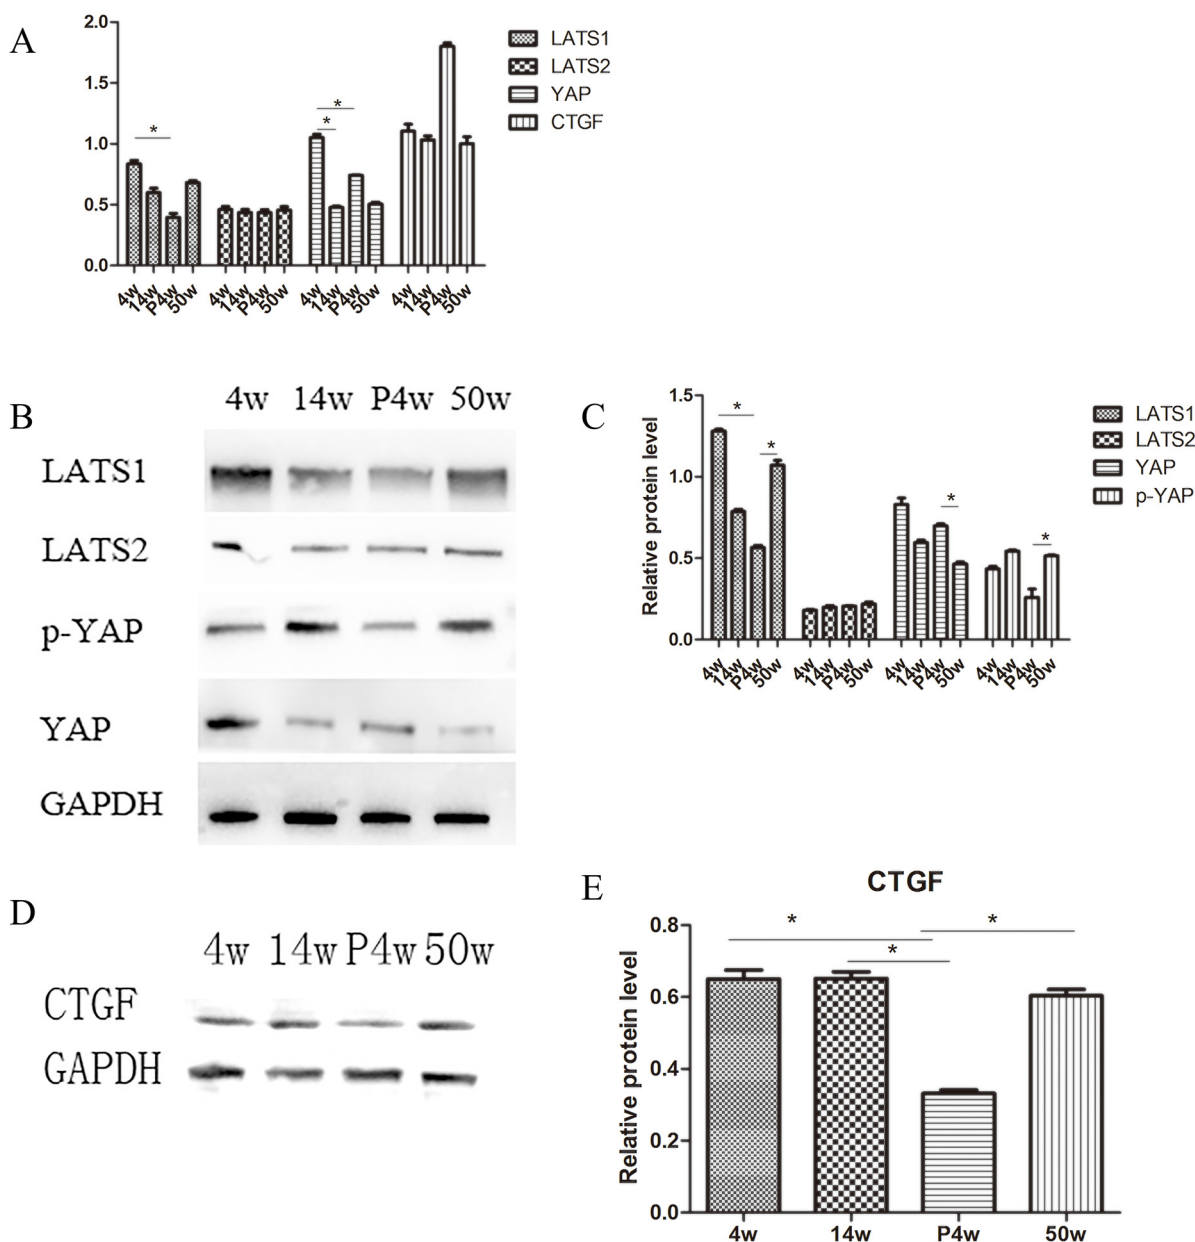 A
2.0
1.5
1.0
0.5
0.0
* * *
4w 14w P4w 50w 4w 14w P4w 50w 4w 14w P4w 50w 4w 14w P4w 50w
LATS1
LATS2
YAP
CTGF
B
4w 14w P4w 50w
LATS1
LATS2
p-YAP
YAP
GAPDH
C
Relative protein level
1.5
1.0
0.5
0.0
* * * *
4w 14w P4w 50w 4w 14w P4w 50w 4w 14w P4w 50w 4w 14w P4w 50w
LATS1
LATS2
YAP
p-YAP
D
4w 14w P4w 50w
CTGF
GAPDH
E
CTGF
Relative protein level
0.8
0.6
0.4
0.2
0.0
* * *
4w 14w P4w 50w